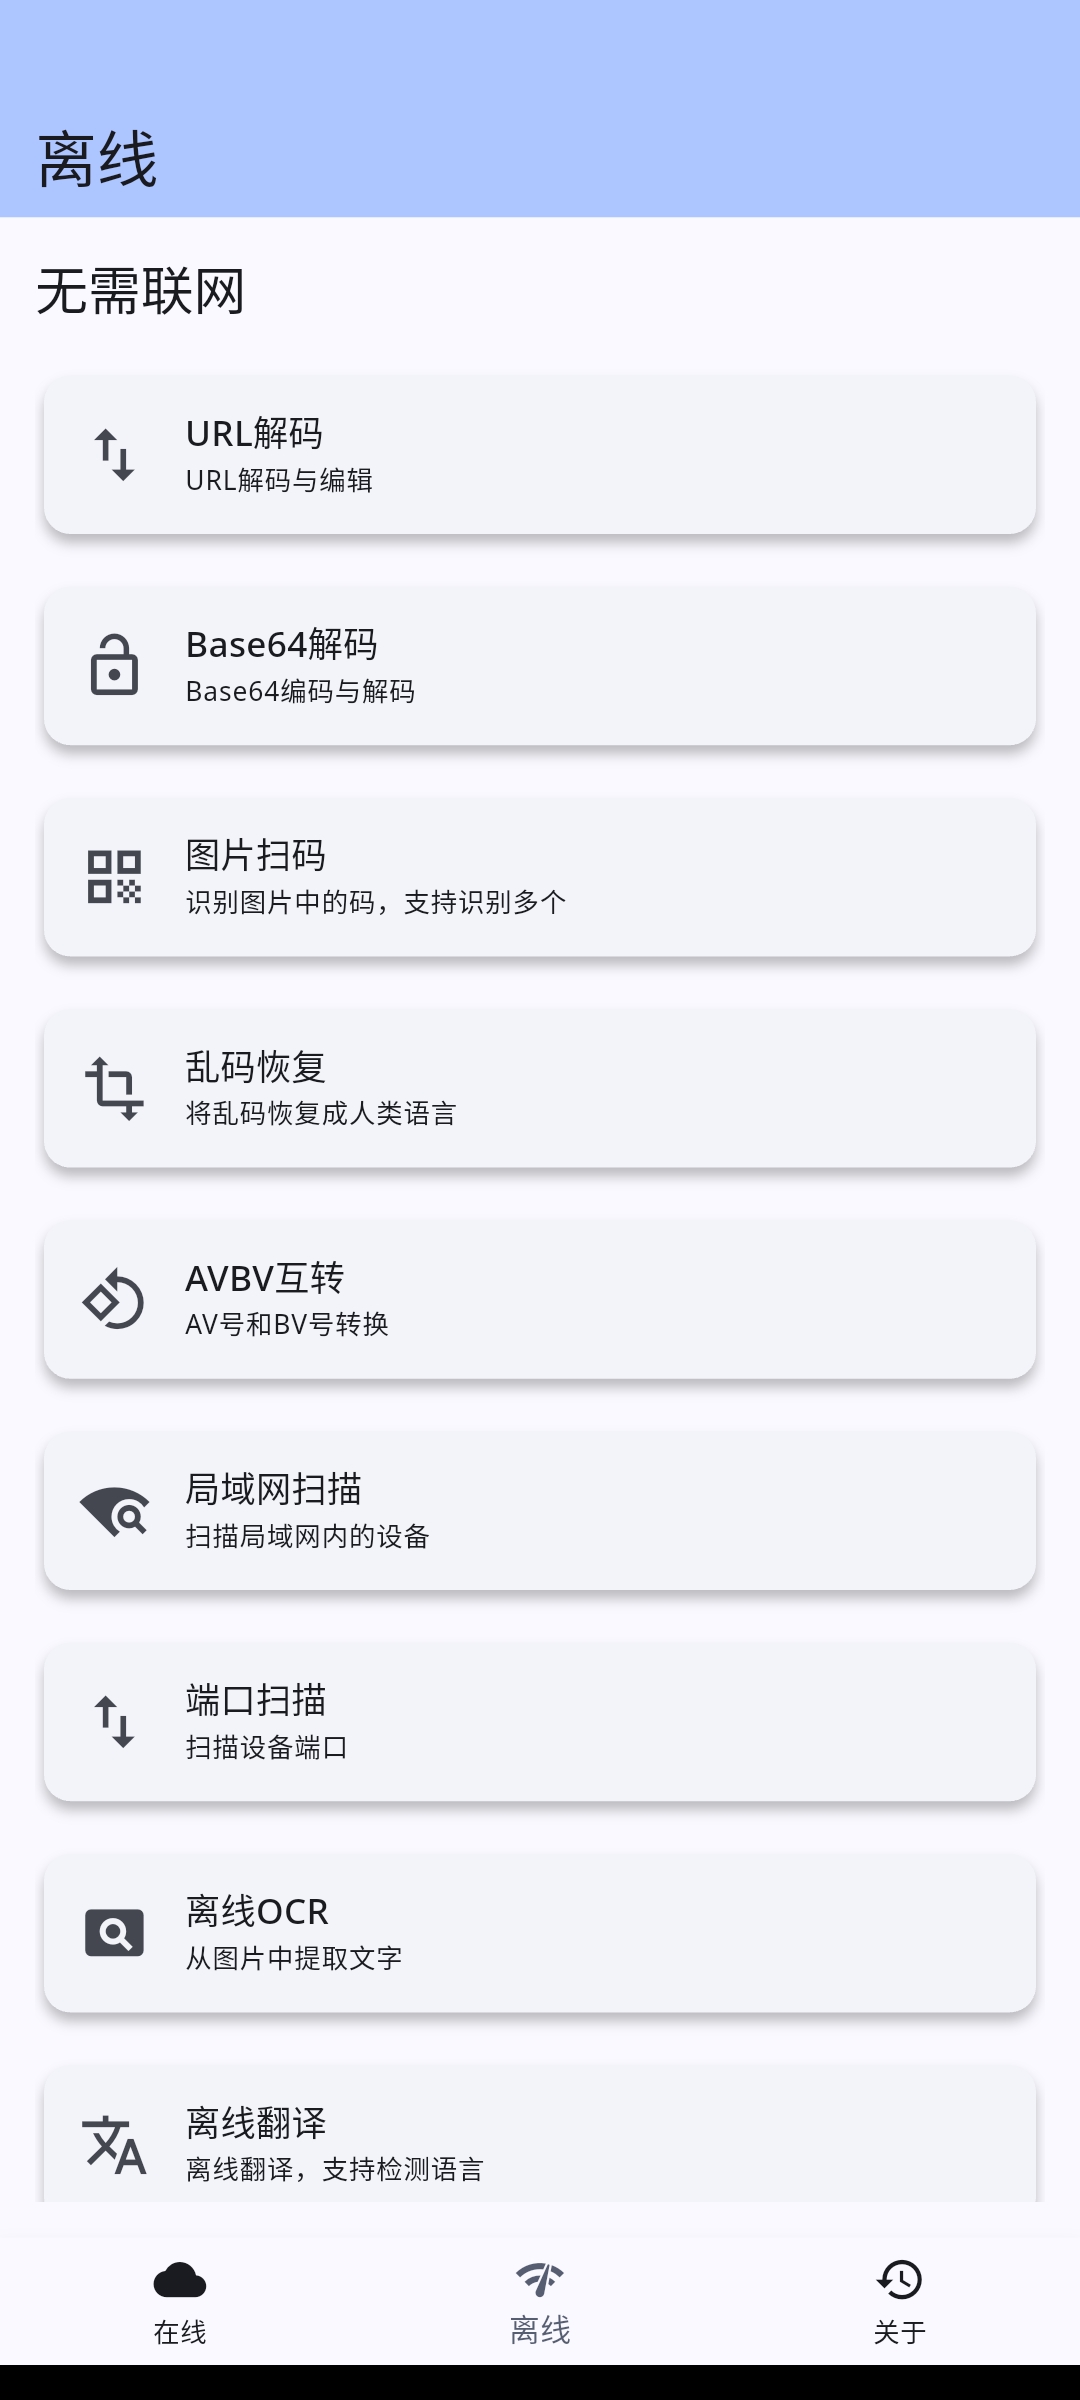 离线
无需联网
URL解码
URL解码与编辑
Base64解码
Base64编码与解码
图片扫码
识别图片中的码，支持识别多个
乱码恢复
将乱码恢复成人类语言
AVBV互转
AV号和BV号转换
局域网扫描
扫描局域网内的设备
端口扫描
扫描设备端口
离线OCR
从图片中提取文字
离线翻译
离线翻译，支持检测语言
在线
离线
关于